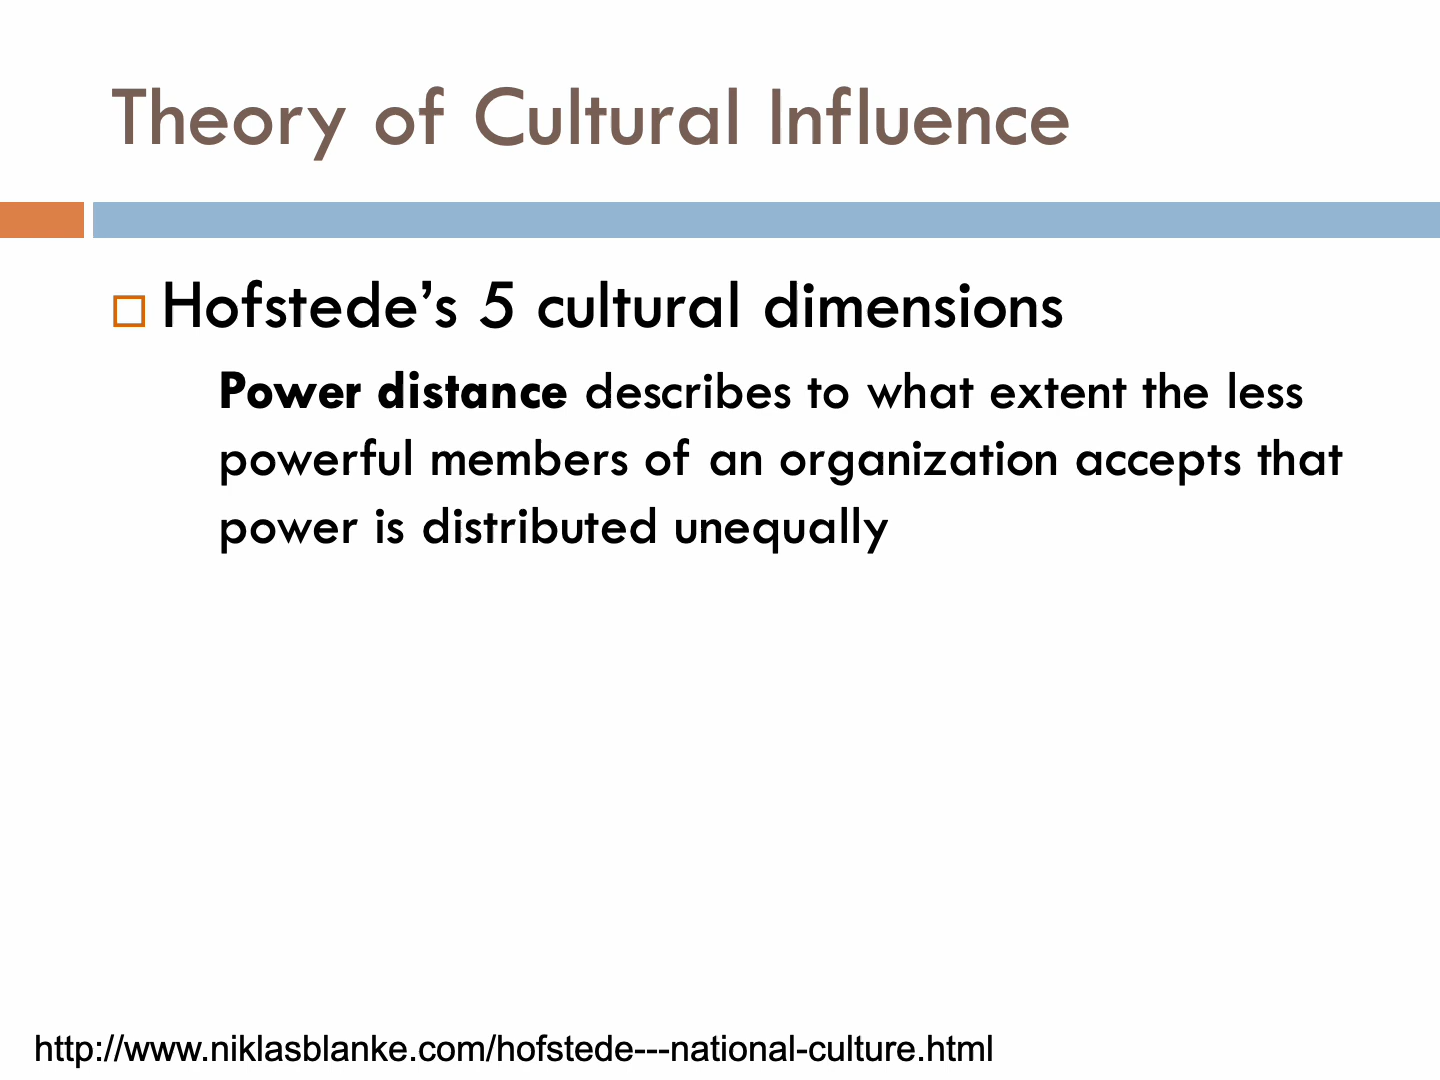 Theory of Cultural Influence
Hofstede’s 5 cultural dimensions
Power distance describes to what extent the less
powerful members of an organization accepts that
power is distributed unequally
http://www.niklasblanke.com/hofstede---national-culture.html